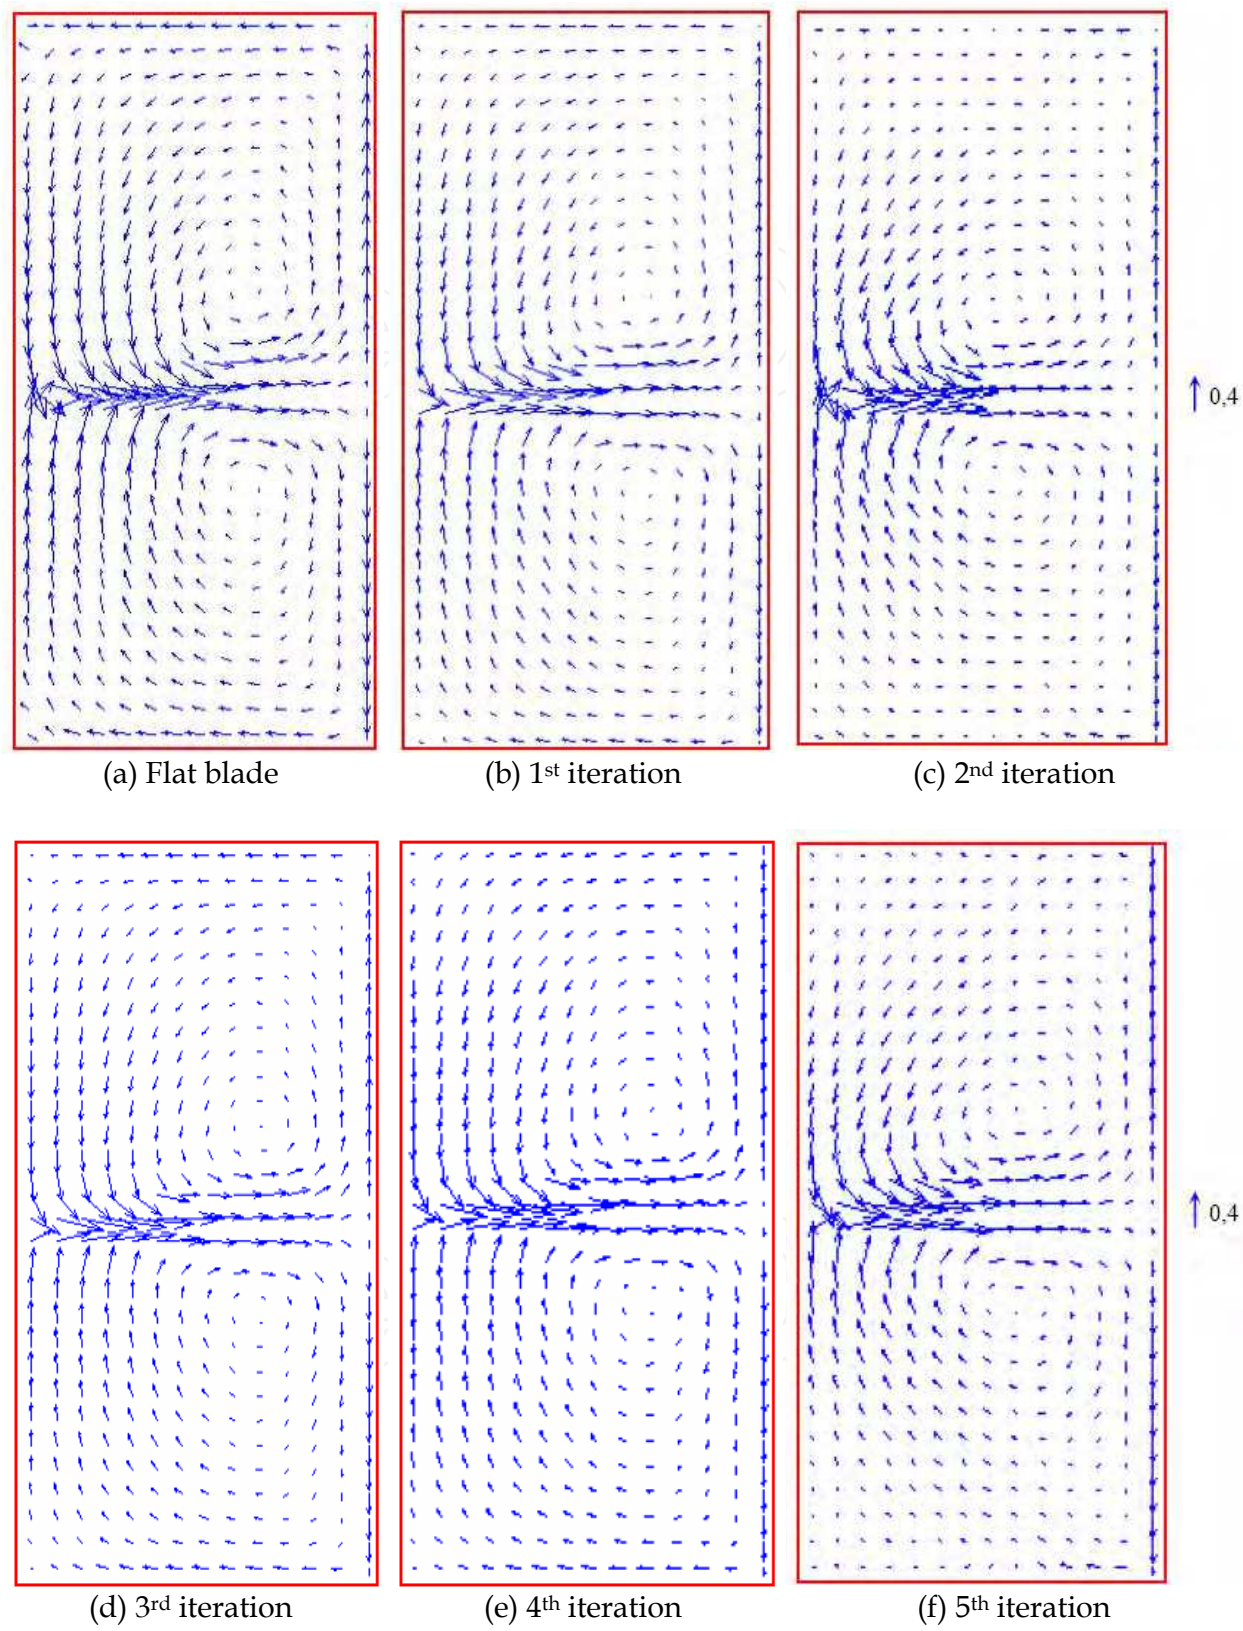 0,4
(a) Flat blade
(b) 1st iteration
(c) 2nd iteration
0,4
(d) 3rd iteration
(e) 4th iteration
(f) 5th iteration